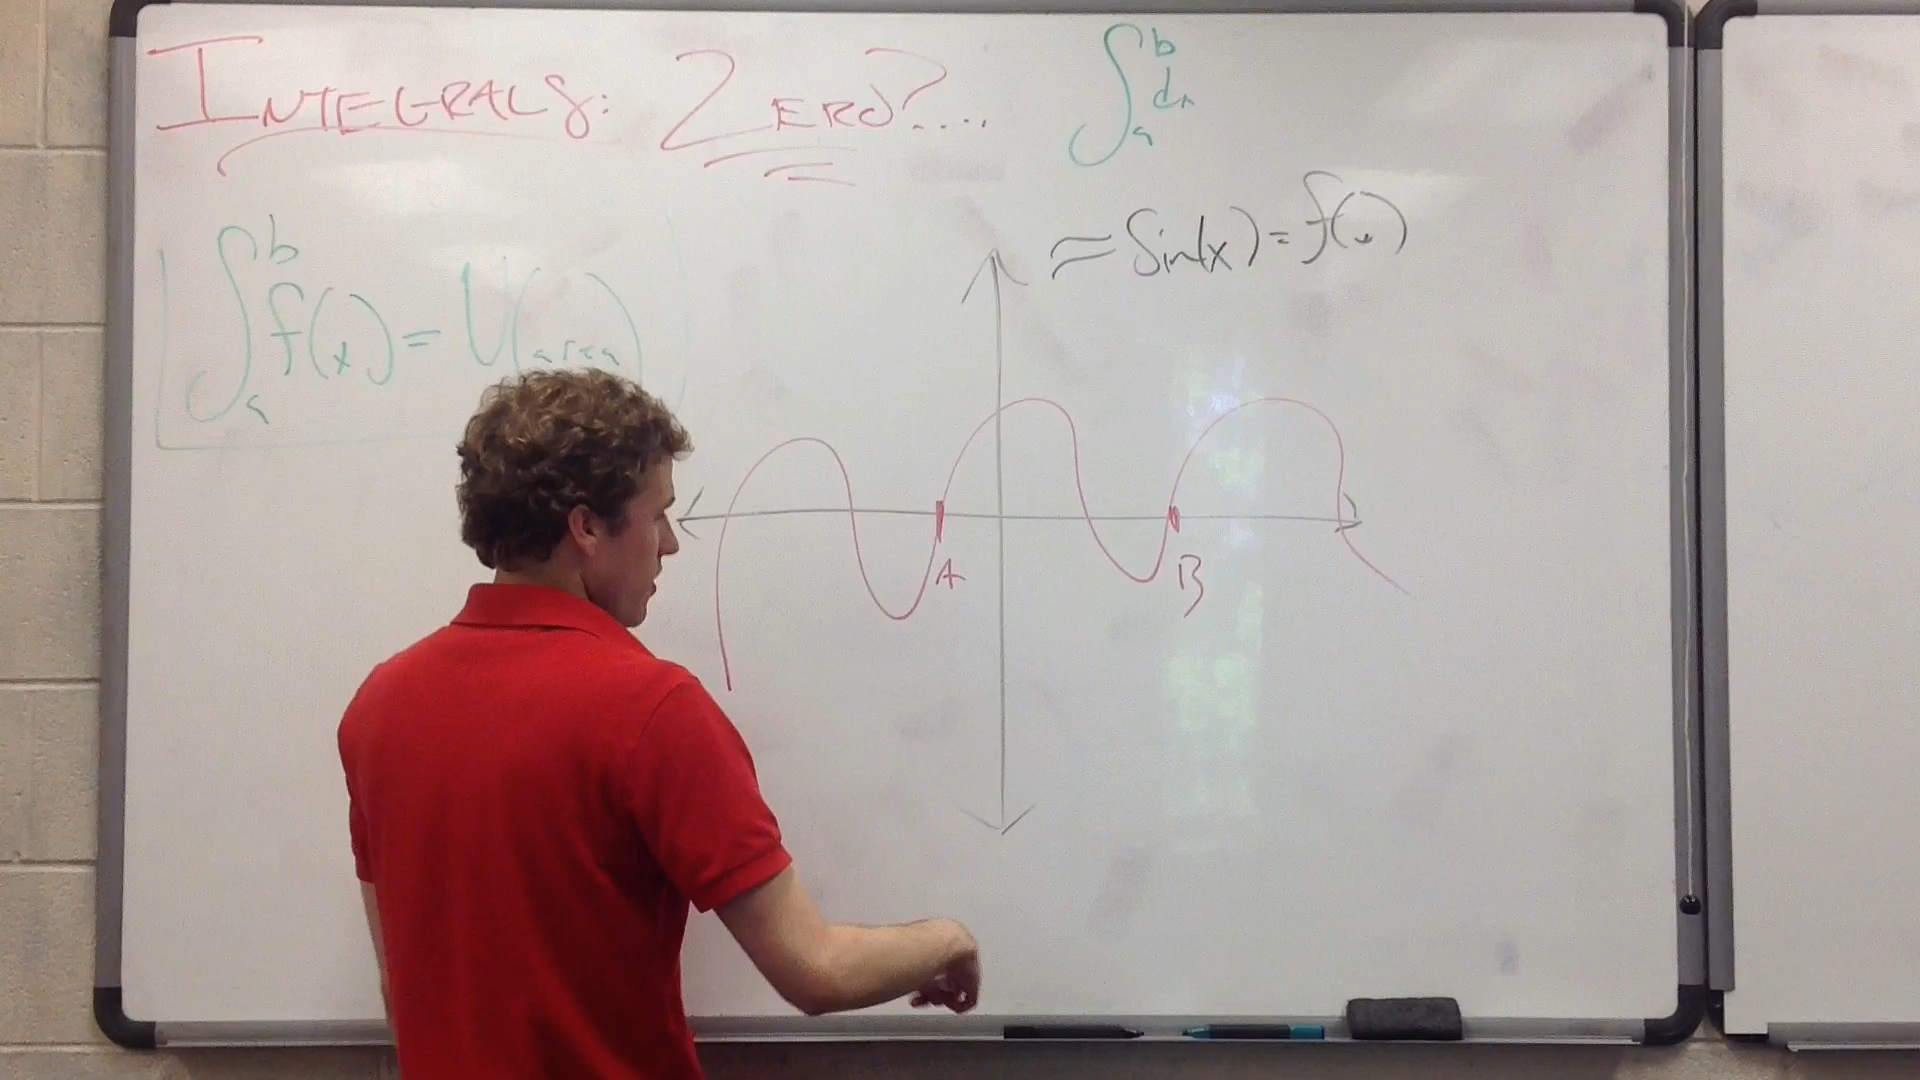 INTEGRALS: ZERO?....
∫ₐᵇ dx
≈ Sin(x) = f(x)
∫ₐᵇ f(x) = U(area)
A
B